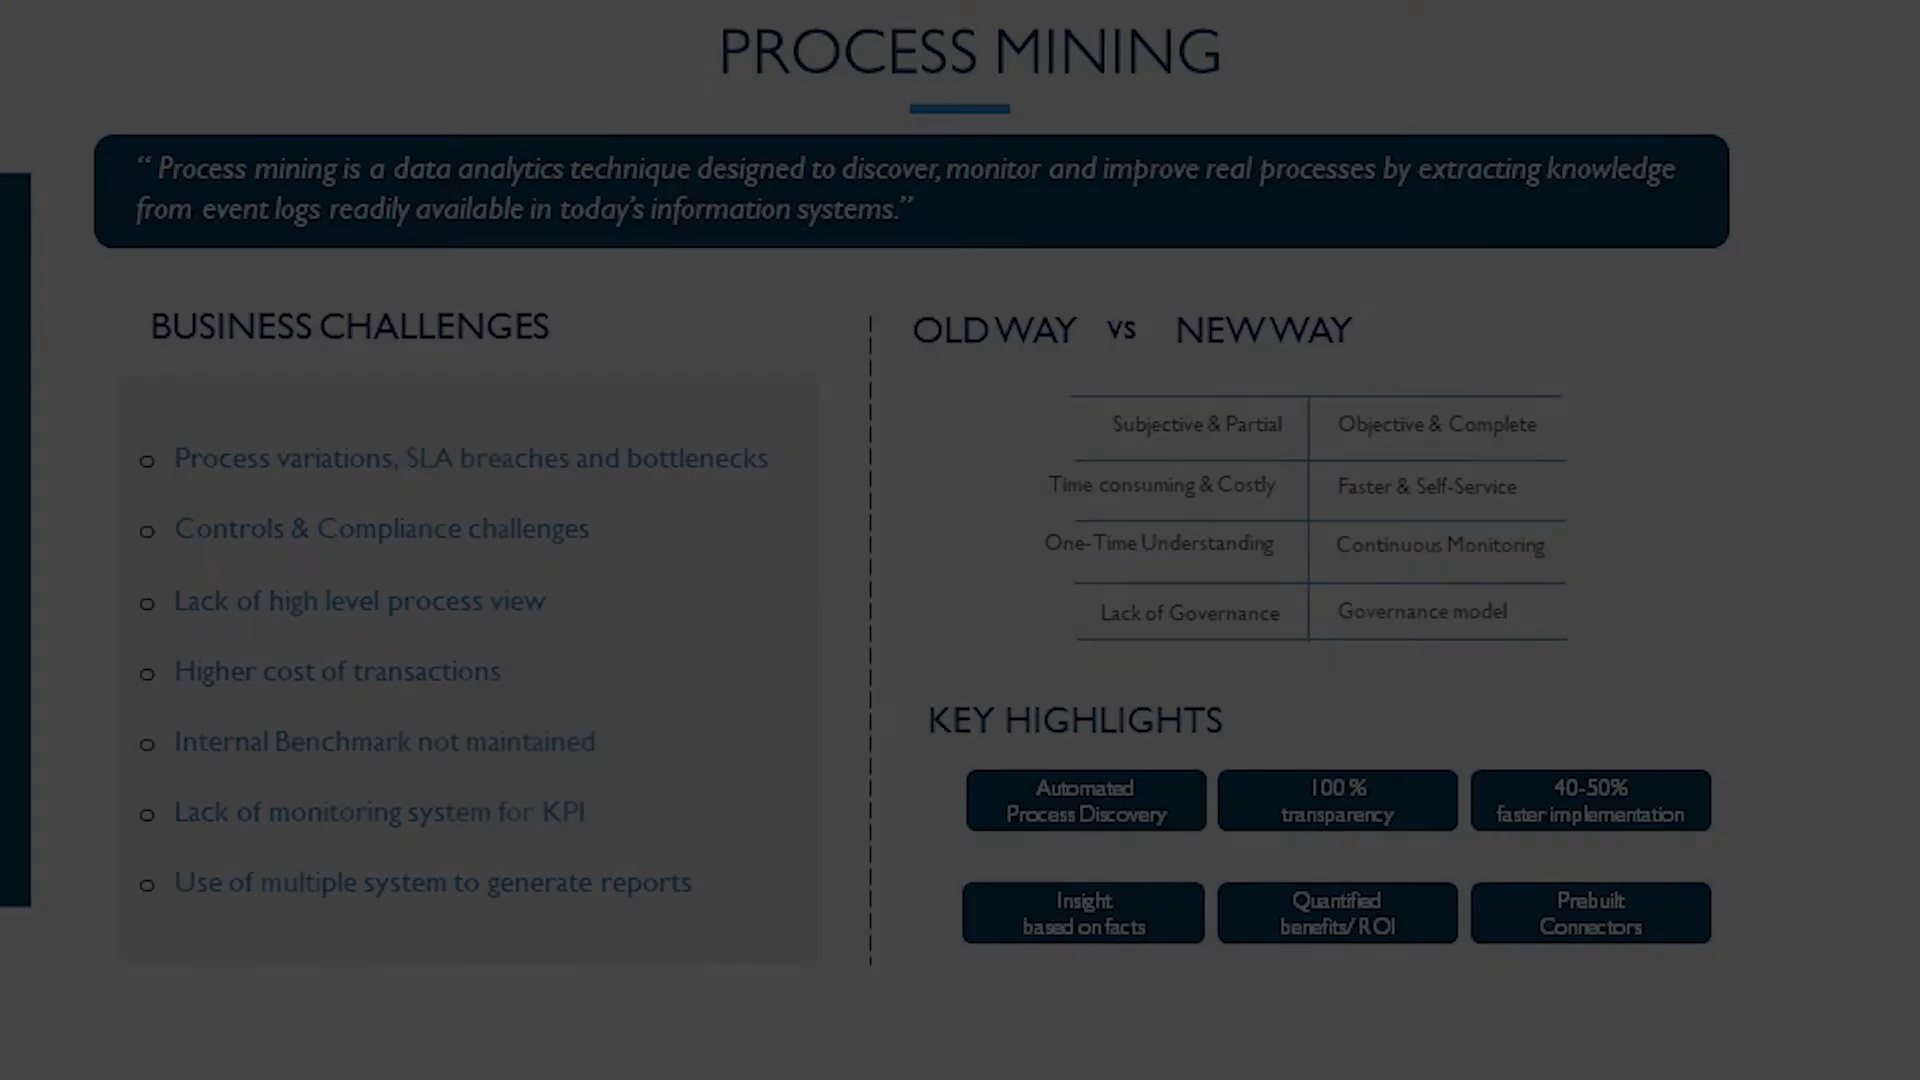 PROCESS MINING
“ Process mining is a data analytics technique designed to discover, monitor and improve real processes by extracting knowledge
from event logs readily available in today’s information systems.”
BUSINESS CHALLENGES
o Process variations, SLA breaches and bottlenecks
o Controls & Compliance challenges
o Lack of high level process view
o Higher cost of transactions
o Internal Benchmark not maintained
o Lack of monitoring system for KPI
o Use of multiple system to generate reports
OLD WAY vs NEW WAY
Subjective & Partial Objective & Complete
Time consuming & Costly Faster & Self-Service
One-Time Understanding Continuous Monitoring
Lack of Governance Governance model
KEY HIGHLIGHTS
Automated
Process Discovery
100 %
transparency
40-50%
faster implementation
Insight
based on facts
Quantified
benefits/ ROI
Prebuilt
Connectors